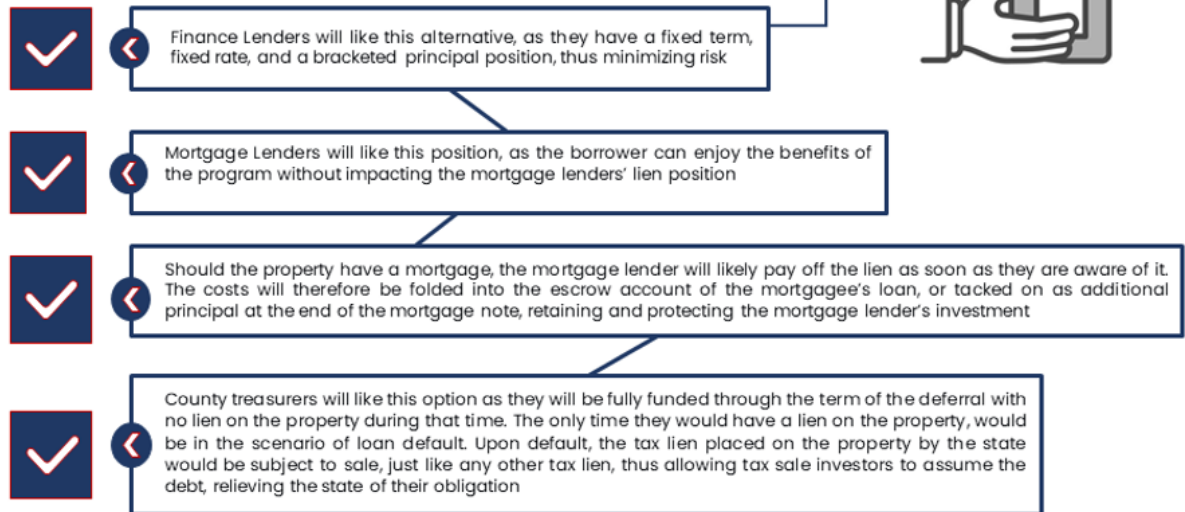 Finance Lenders will like this alternative, as they have a fixed term,
fixed rate, and a bracketed principal position, thus minimizing risk
Mortgage Lenders will like this position, as the borrower can enjoy the benefits of
the program without impacting the mortgage lenders' lien position
Should the property have a mortgage, the mortgage lender will likely pay off the lien as soon as they are aware of it.
The costs will therefore be folded into the escrow account of the mortgagee's loan, or tacked on as additional
principal at the end of the mortgage note, retaining and protecting the mortgage lender's investment
County treasurers will like this option as they will be fully funded through the term of the deferral with
no lien on the property during that time. The only time they would have a lien on the property, would
be in the scenario of loan default. Upon default, the tax lien placed on the property by the state
would be subject to sale, just like any other tax lien, thus allowing tax sale investors to assume the
debt, relieving the state of their obligation